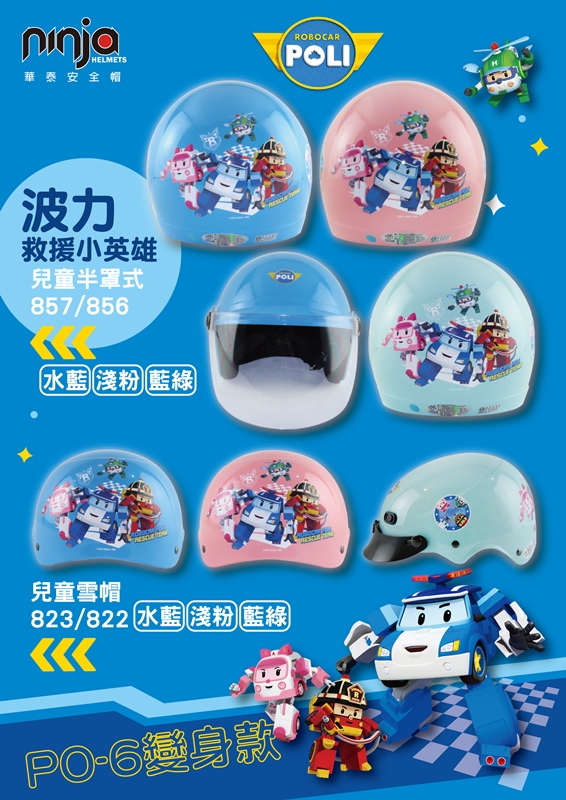 ninja
HELMETS
華泰安全帽
ROBOCAR
POLI
波力
救援小英雄
兒童半罩式
857/856
水藍 淺粉 藍綠
POLI
兒童雪帽
823/822 水藍 淺粉 藍綠
PO-6變身款